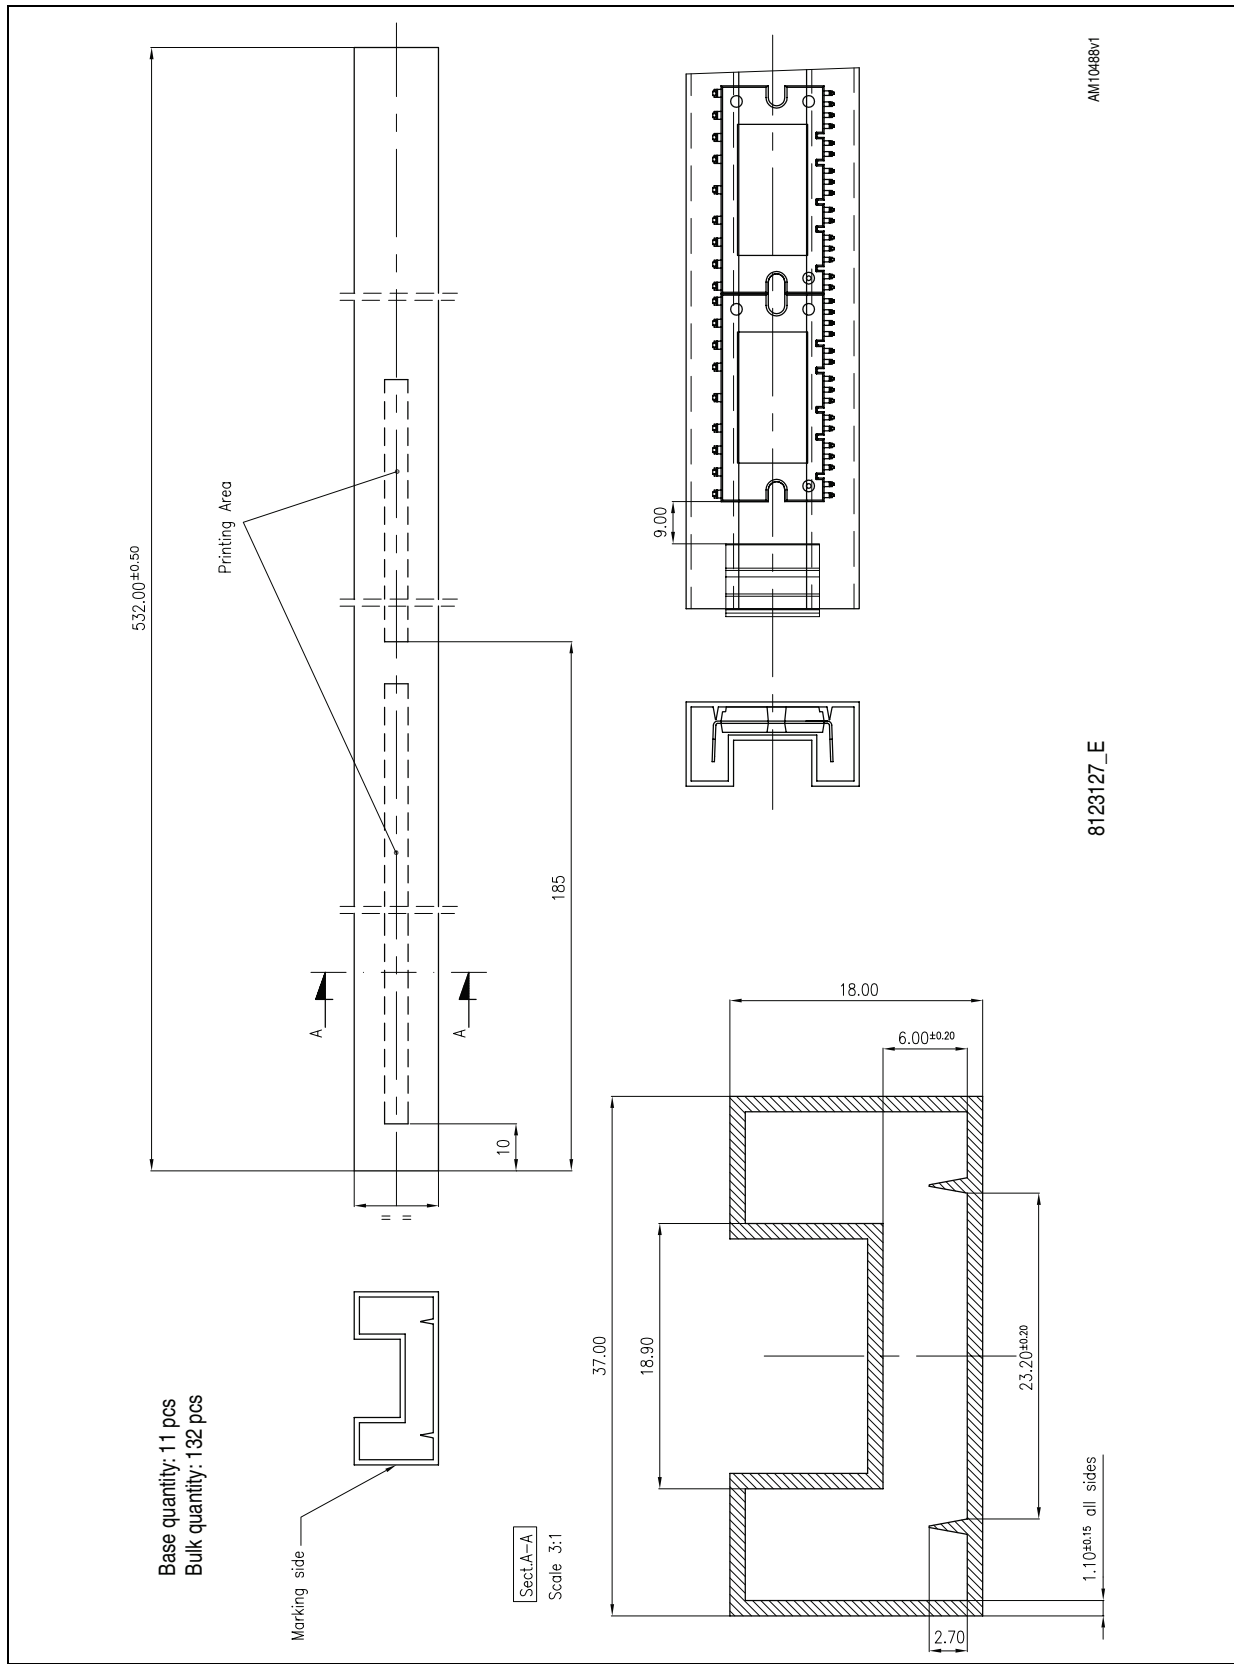 Base quantity: 11 pcs
Bulk quantity: 132 pcs
532.00±0.50
Printing Area
Marking side
= =
10
185
A
A
Sect.A-A
Scale 3:1
37.00
18.90
18.00
6.00±0.20
23.20±0.20
2.70
1.10±0.15 all sides
9.00
8123127_E
AM10488v1